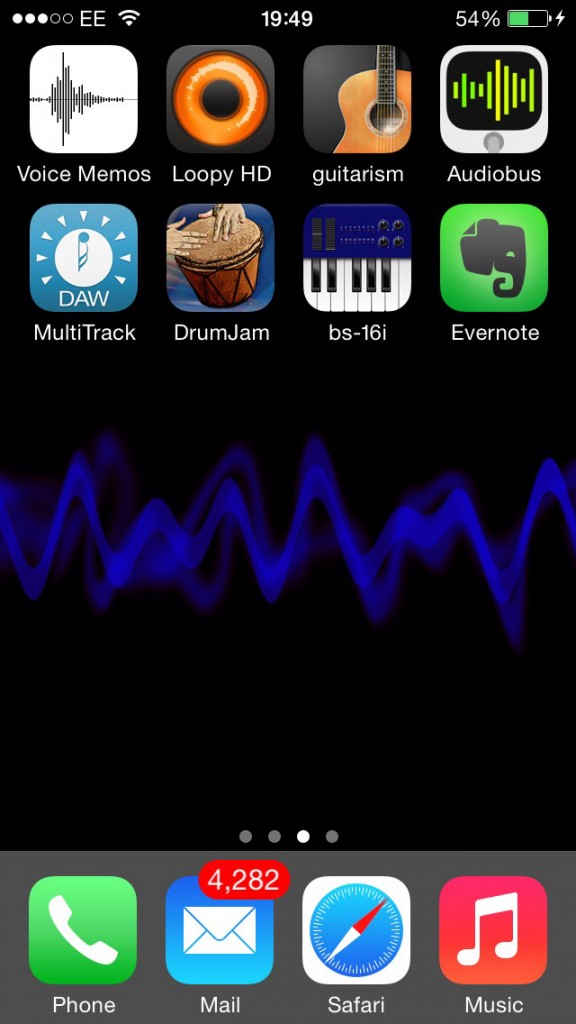 EE 19:49 54%
Voice Memos Loopy HD guitarism Audiobus
DAW
MultiTrack DrumJam bs-16i Evernote
4,282
Phone Mail Safari Music